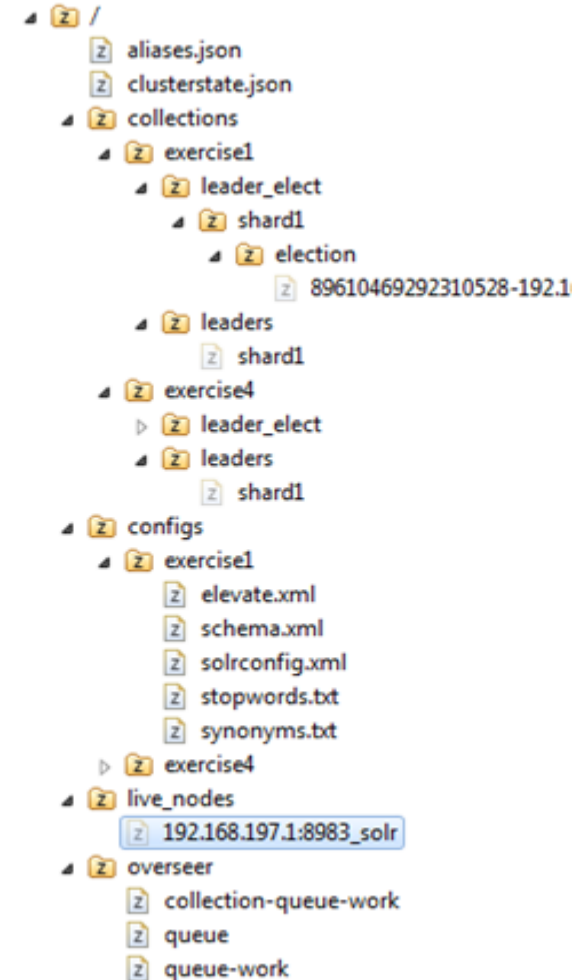 /
aliases.json
clusterstate.json
collections
exercise1
leader_elect
shard1
election
89610469292310528-192.1
leaders
shard1
exercise4
leader_elect
leaders
shard1
configs
exercise1
elevate.xml
schema.xml
solrconfig.xml
stopwords.txt
synonyms.txt
exercise4
live_nodes
192.168.197.1:8983_solr
overseer
collection-queue-work
queue
queue-work